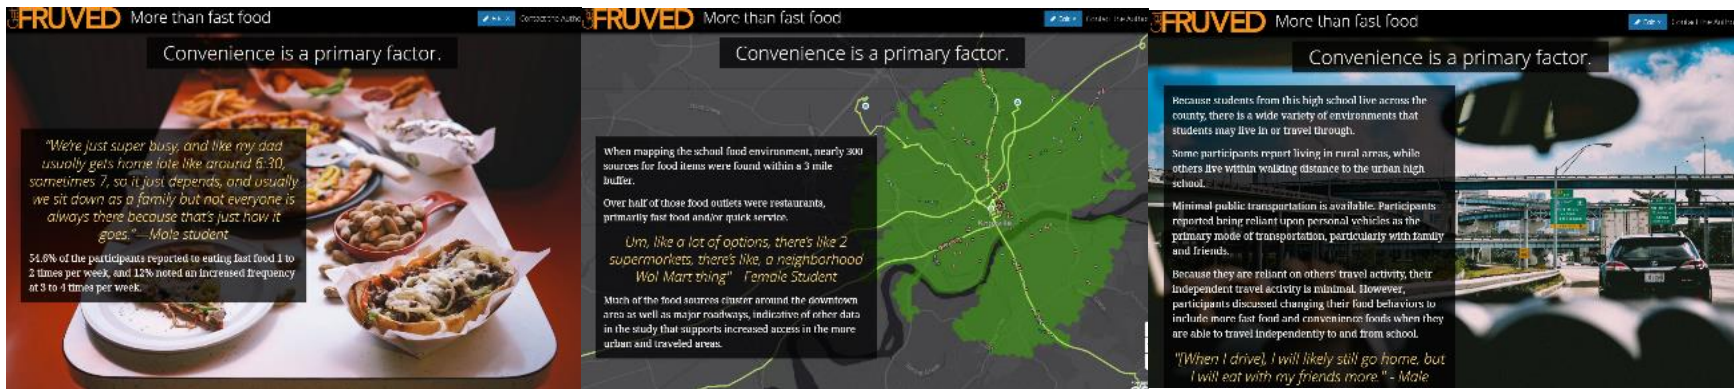 FRUVED More than fast food
Edit
Contact the Autho
Convenience is a primary factor.
"We're just super busy, and like my dad
usually gets home late like around 6:30,
sometimes 7, so it just depends, and usually
we sit down as a family but not everyone is
always there because that's just how it
goes."—Male student
54.6% of the participants reported to eating fast food 1 to
2 times per week, and 12% noted an increased frequency
at 3 to 4 times per week.
FRUVED More than fast food
Edit
Contact the Autho
Convenience is a primary factor.
When mapping the school food environment, nearly 300
sources for food items were found within a 3 mile
buffer.
Over half of those food outlets were restaurants,
primarily fast food and/or quick service.
Um, like a lot of options, there's like 2
supermarkets, there's like, a neighborhood
Wal Mart thing" Female Student
Much of the food sources cluster around the downtown
area as well as major roadways, indicative of other data
in the study that supports increased access in the more
urban and traveled areas.
FRUVED More than fast food
Edit
Contact the Autho
Convenience is a primary factor.
Because students from this high school live across the
county, there is a wide variety of environments that
students may live in or travel through.
Some participants report living in rural areas, while
others live within walking distance to the urban high
school.
Minimal public transportation is available. Participants
reported being reliant upon personal vehicles as the
primary mode of transportation, particularly with family
and friends.
Because they are reliant on others' travel activity, their
independent travel activity is minimal. However,
participants discussed changing their food behaviors to
include more fast food and convenience foods when they
are able to travel independently to and from school.
"[When I drive], I will likely still go home, but
I will eat with my friends more." - Male